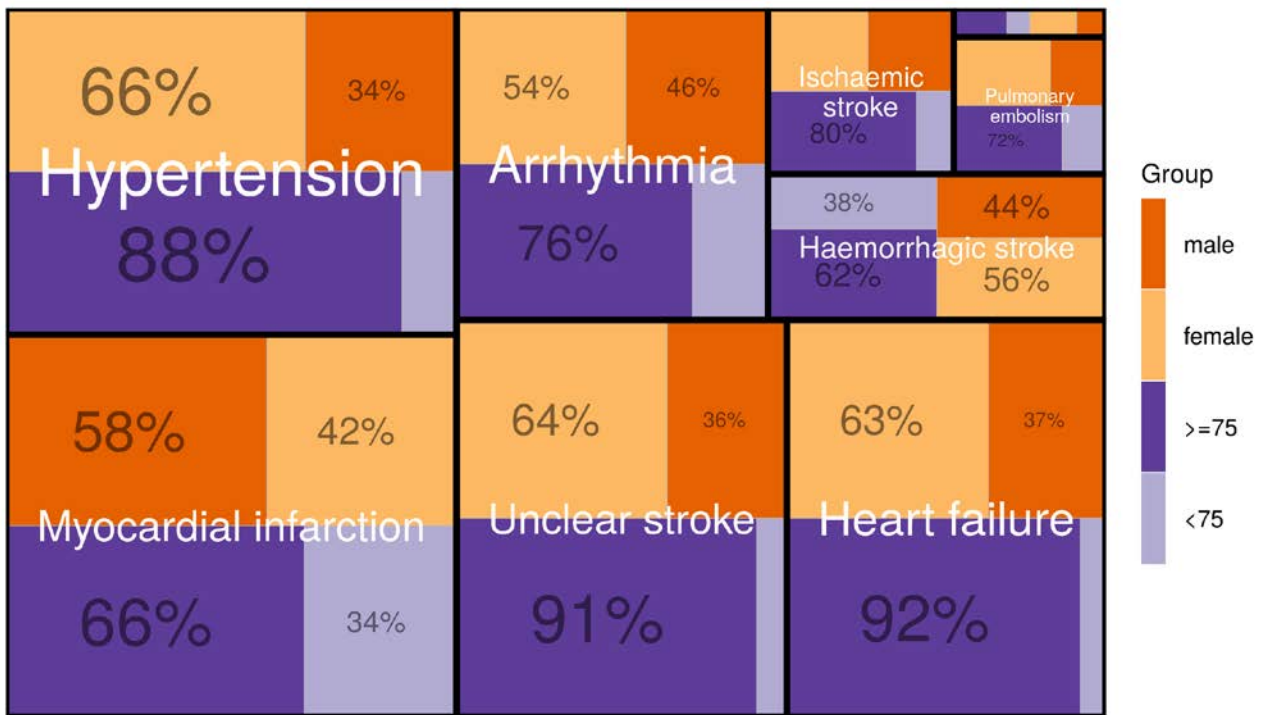 66%
34%
Hypertension
88%
54%
46%
Arrhythmia
76%
Ischaemic
stroke
80%
Pulmonary
embolism
72%
38%
44%
Haemorrhagic stroke
62%
56%
58%
42%
Myocardial infarction
66%
34%
64%
36%
Unclear stroke
91%
63%
37%
Heart failure
92%
Group
male
female
>=75
<75